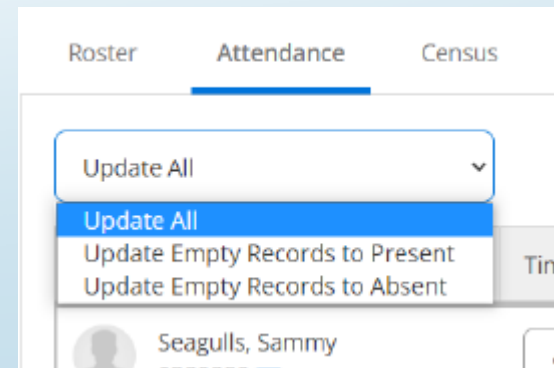 Roster Attendance Census
Update All
Update All
Update Empty Records to Present
Update Empty Records to Absent
Seagulls, Sammy